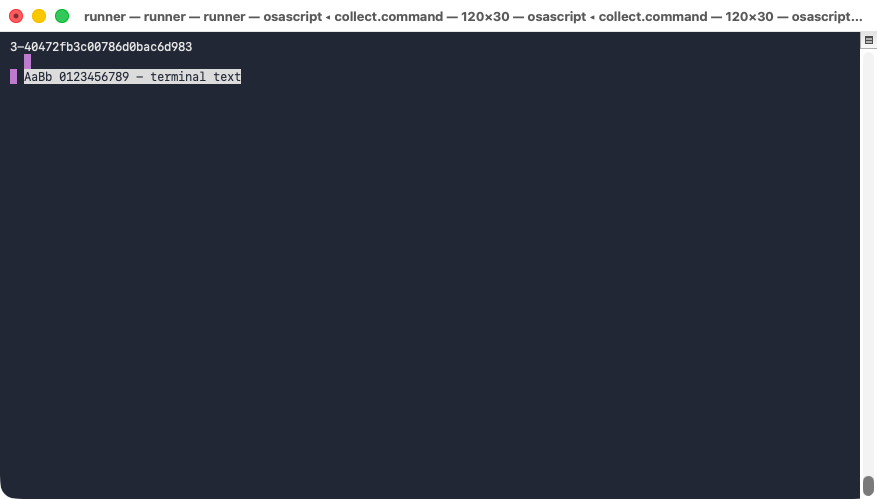 runner — runner — runner — osascript ◂ collect.command — 120×30 — osascript ◂ collect.command — 120×30 — osascript…
3-40472fb3c00786d0bac6d983
AaBb 0123456789 - terminal text